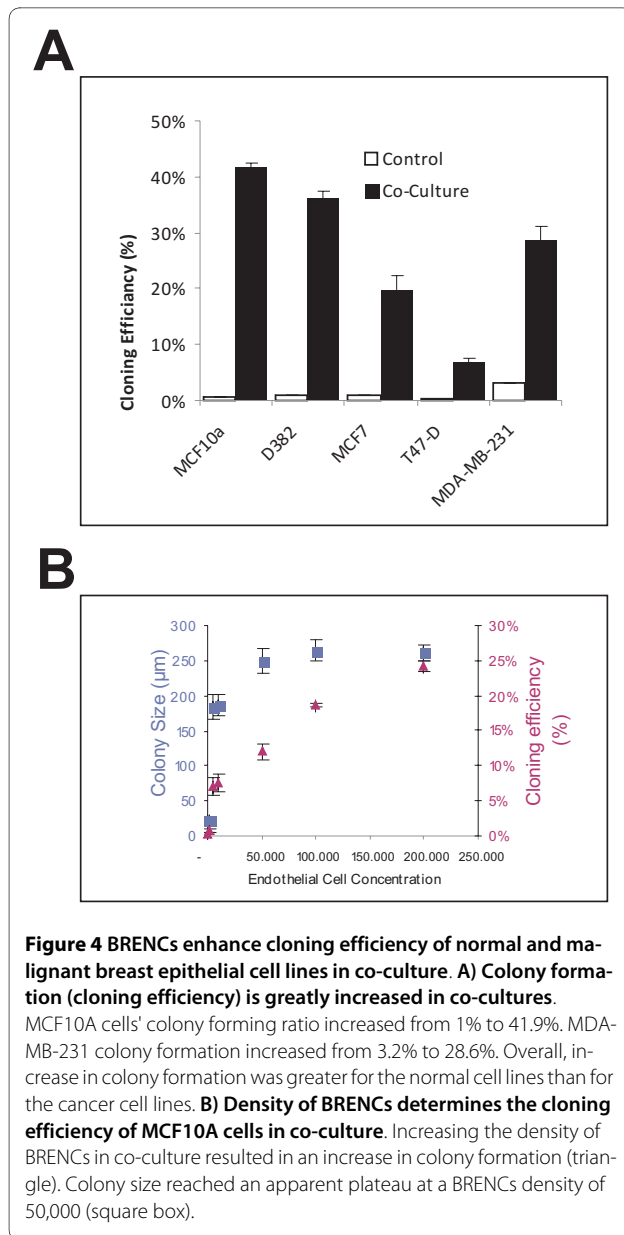 A
50%
40%
30%
20%
10%
0%
Cloning Efficiancy (%)
Control
Co-Culture
MCF10a
D382
MCF7
T47-D
MDA-MB-231
B
300
250
200
150
100
50
0
Colony Size (µm)
30%
25%
20%
15%
10%
5%
0%
Cloning efficiency
(%)
-
50.000
100.000
150.000
200.000
250.000
Endothelial Cell Concentration
Figure 4 BRENCs enhance cloning efficiency of normal and ma-
lignant breast epithelial cell lines in co-culture. A) Colony forma-
tion (cloning efficiency) is greatly increased in co-cultures.
MCF10A cells' colony forming ratio increased from 1% to 41.9%. MDA-
MB-231 colony formation increased from 3.2% to 28.6%. Overall, in-
crease in colony formation was greater for the normal cell lines than for
the cancer cell lines. B) Density of BRENCs determines the cloning
efficiency of MCF10A cells in co-culture. Increasing the density of
BRENCs in co-culture resulted in an increase in colony formation (trian-
gle). Colony size reached an apparent plateau at a BRENCs density of
50,000 (square box).